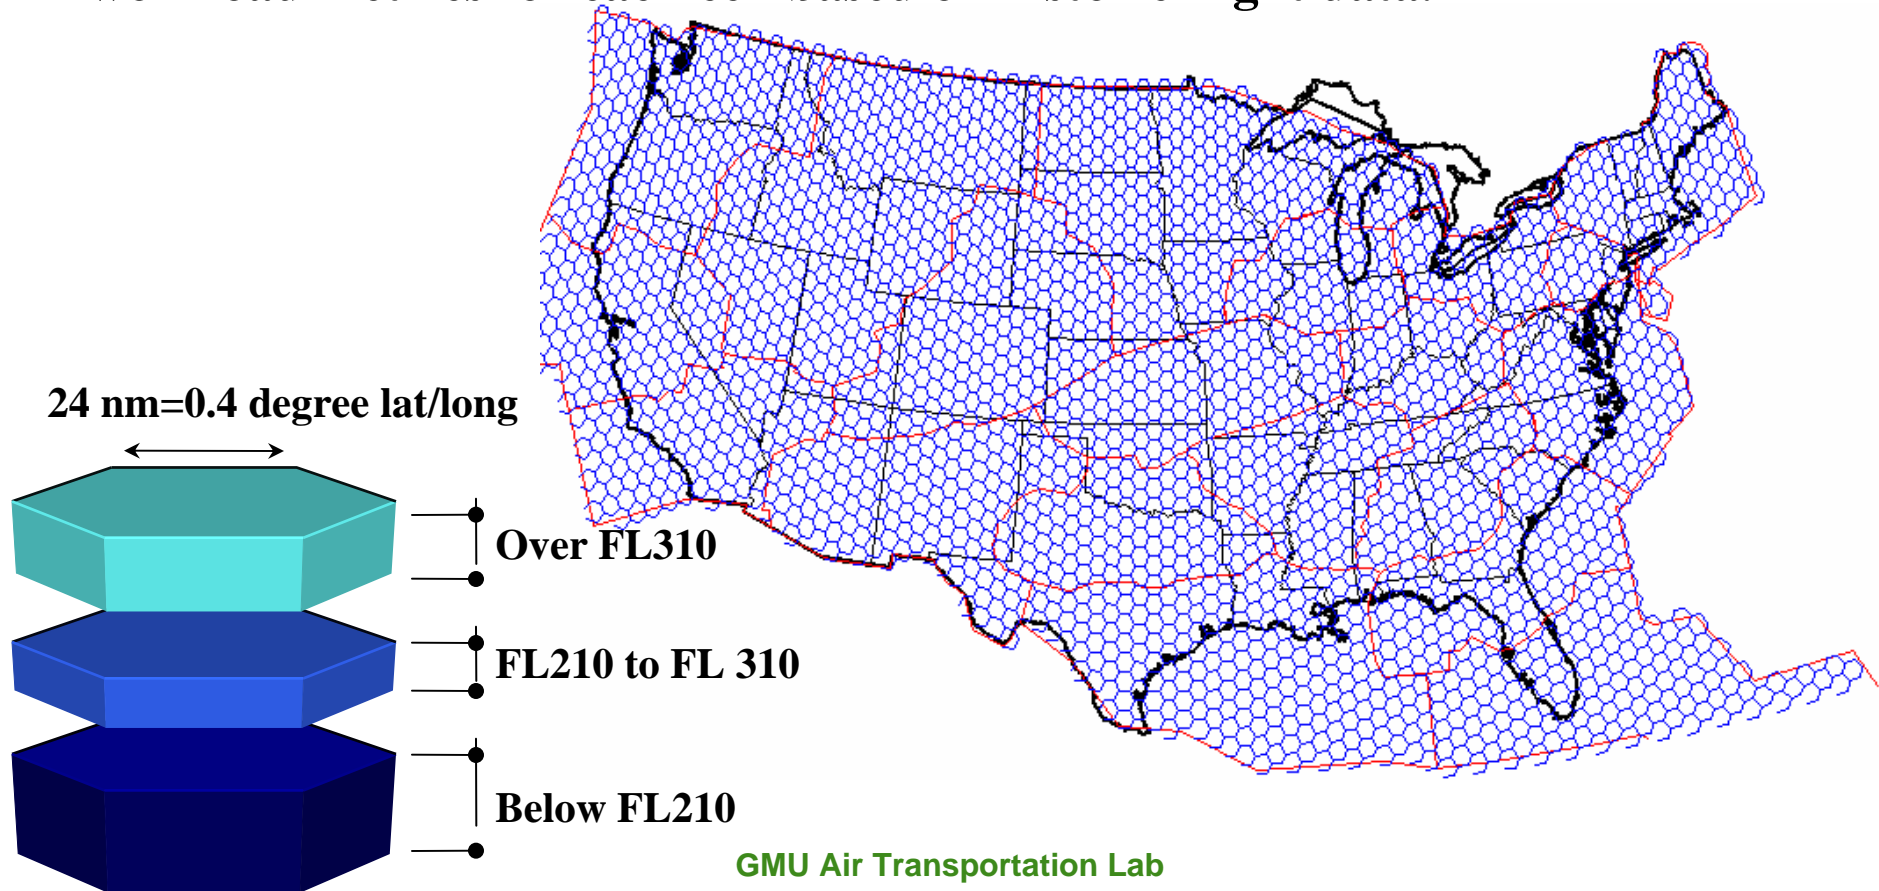 24 nm=0.4 degree lat/long
Over FL310
FL210 to FL 310
Below FL210
GMU Air Transportation Lab